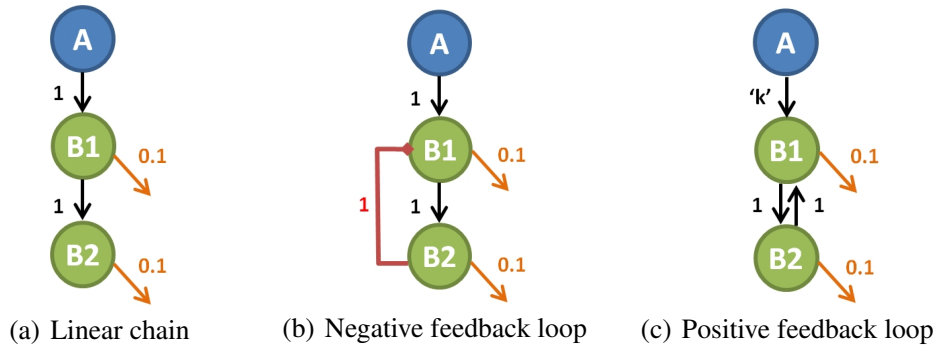 A
1
B1
0.1
1
B2
0.1
(a) Linear chain
A
1
B1
0.1
1
1
B2
0.1
(b) Negative feedback loop
A
‘k’
B1
0.1
1
1
B2
0.1
(c) Positive feedback loop